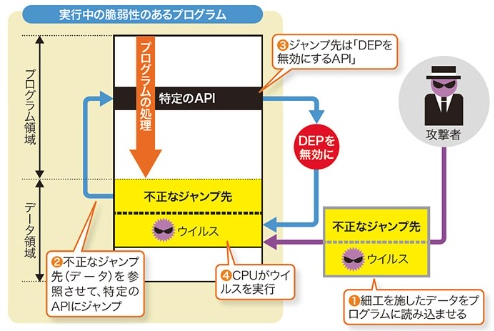 実行中の脆弱性のあるプログラム
プログラム領域
データ領域
プログラムの処理
特定のAPI
③ジャンプ先は「DEPを
無効にするAPI」
DEPを
無効に
攻撃者
不正なジャンプ先
ウイルス
不正なジャンプ先
ウイルス
②不正なジャンプ
先(データ)を参
照させて、特定の
APIにジャンプ
④CPUがウイ
ルスを実行
①細工を施したデータをプ
ログラムに読み込ませる